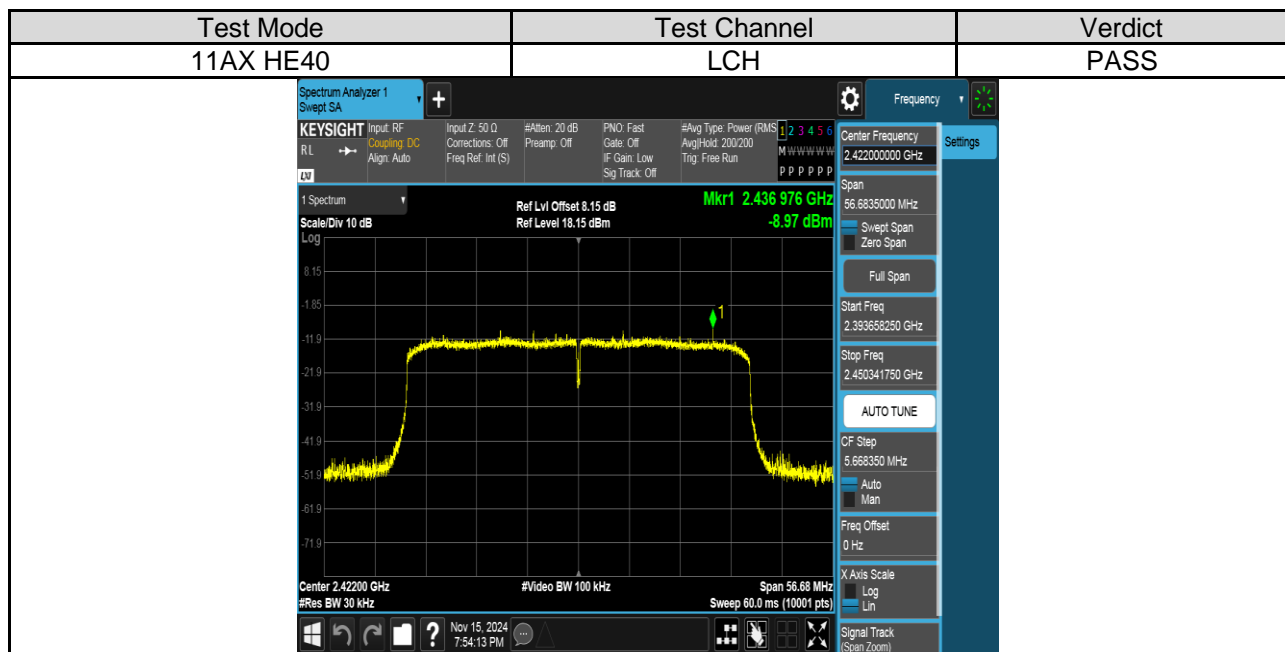 Test Mode Test Channel Verdict
11AX HE40 LCH PASS
Spectrum Analyzer 1
Swept SA
+
Frequency
KEYSIGHT
RL
LXI
Input: RF
Coupling: DC
Align: Auto
Input Z: 50 Ω
Corrections: Off
Freq Ref: Int (S)
#Atten: 20 dB
Preamp: Off
PNO: Fast
Gate: Off
IF Gain: Low
Sig Track: Off
#Avg Type: Power (RMS
Avg|Hold: 200/200
Trig: Free Run
1 2 3 4 5 6
M W W W W W
P P P P P P
Settings
Center Frequency
2.422000000 GHz
Span
56.6835000 MHz
Swept Span
Zero Span
Full Span
Start Freq
2.393658250 GHz
Stop Freq
2.450341750 GHz
AUTO TUNE
CF Step
5.668350 MHz
Auto
Man
Freq Offset
0 Hz
X Axis Scale
Log
Lin
Signal Track
(Span Zoom)
1 Spectrum
Scale/Div 10 dB
Log
Ref Lvl Offset 8.15 dB
Ref Level 18.15 dBm
Mkr1 2.436 976 GHz
-8.97 dBm
8.15
-1.85
1
-11.9
-21.9
-31.9
-41.9
-51.9
-61.9
-71.9
Center 2.42200 GHz
#Res BW 30 kHz
#Video BW 100 kHz
Span 56.68 MHz
Sweep 60.0 ms (10001 pts)
?
Nov 15, 2024
7:54:13 PM
...